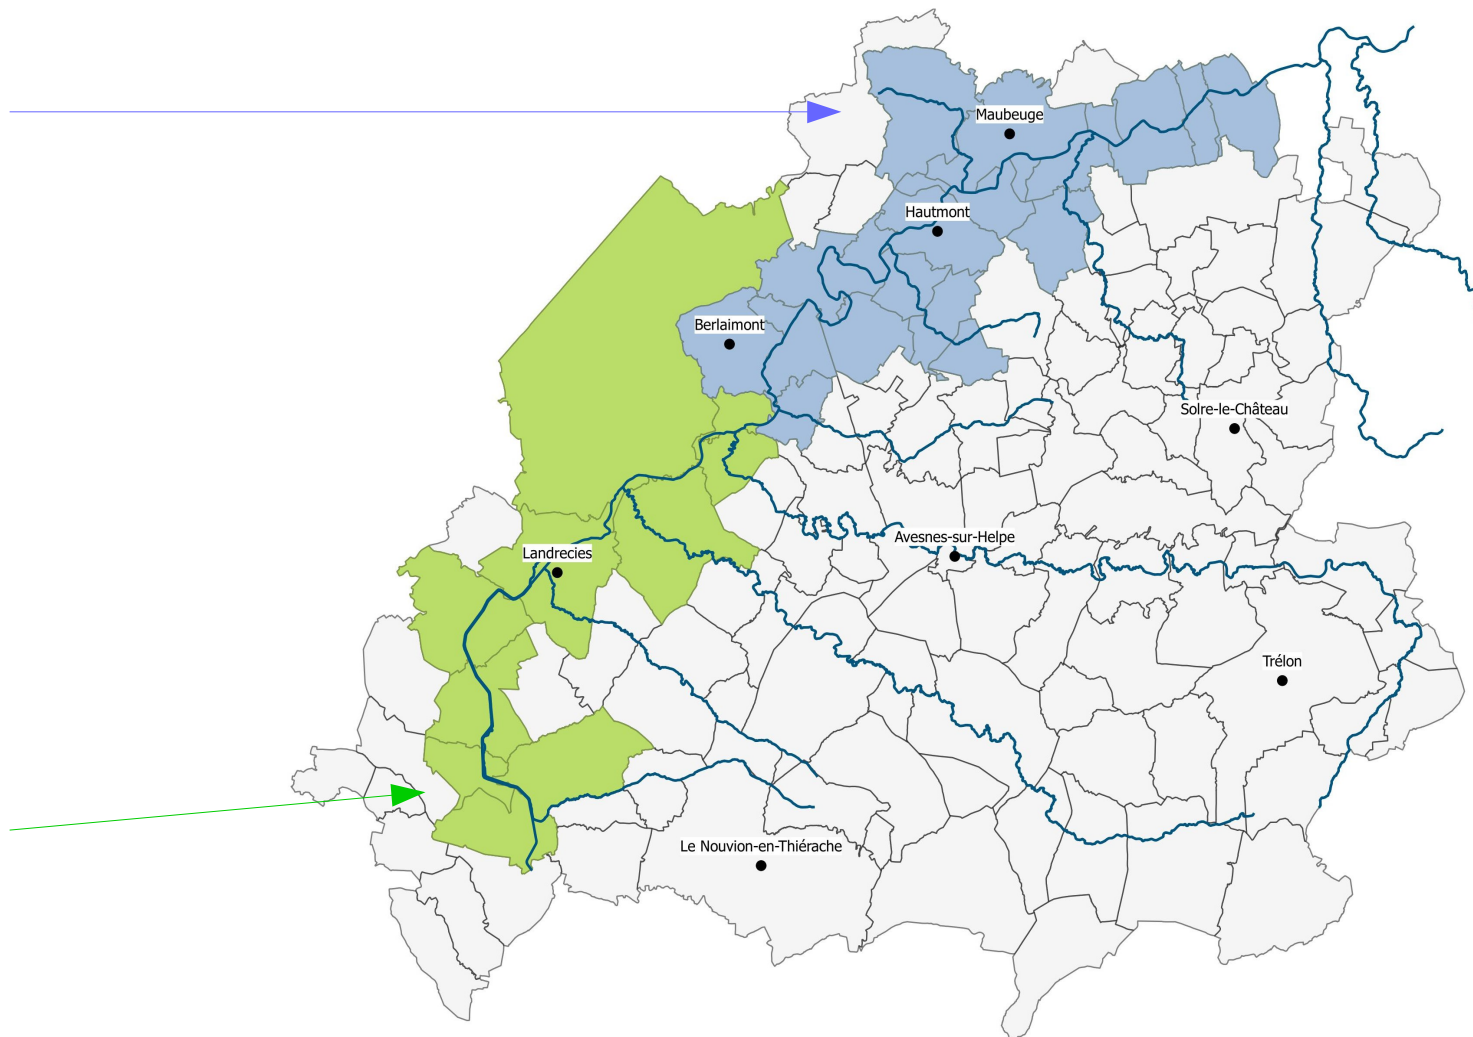 Maubeuge
Hautmont
Berlaimont
Solre-le-Château
Avesnes-sur-Helpe
Landrecies
Trélon
Le Nouvion-en-Thiérache